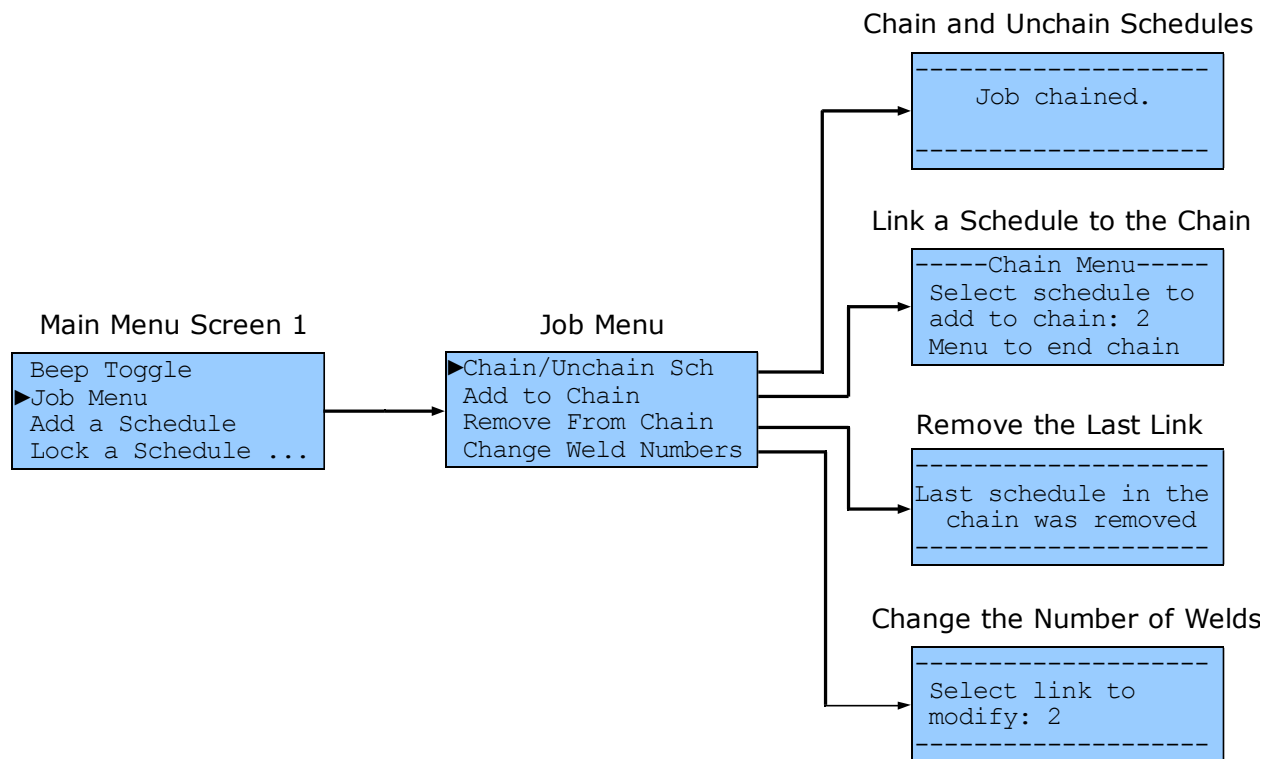 Chain and Unchain Schedules
--------------------
Job chained.
--------------------
Link a Schedule to the Chain
-----Chain Menu-----
Select schedule to
add to chain: 2
Menu to end chain
Main Menu Screen 1
Beep Toggle
►Job Menu
Add a Schedule
Lock a Schedule ...
Job Menu
►Chain/Unchain Sch
Add to Chain
Remove From Chain
Change Weld Numbers
Remove the Last Link
--------------------
Last schedule in the
chain was removed
--------------------
Change the Number of Welds
--------------------
Select link to
modify: 2
--------------------